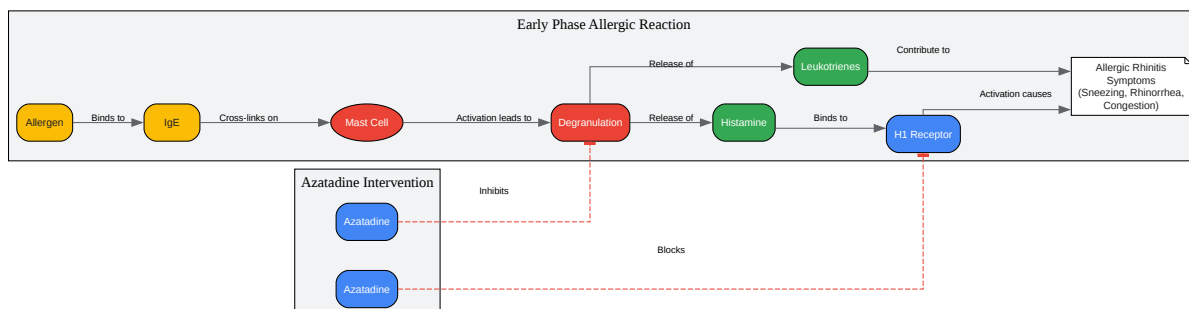 Early Phase Allergic Reaction
Leukotrienes
Release of
Contribute to
Allergic Rhinitis
Symptoms
(Sneezing, Rhinorrhea,
Congestion)
Activation causes
Allergen
Binds to
IgE
Cross-links on
Mast Cell
Activation leads to
Degranulation
Release of
Histamine
Binds to
H1 Receptor
Azatadine Intervention
Azatadine
Inhibits
Azatadine
Blocks